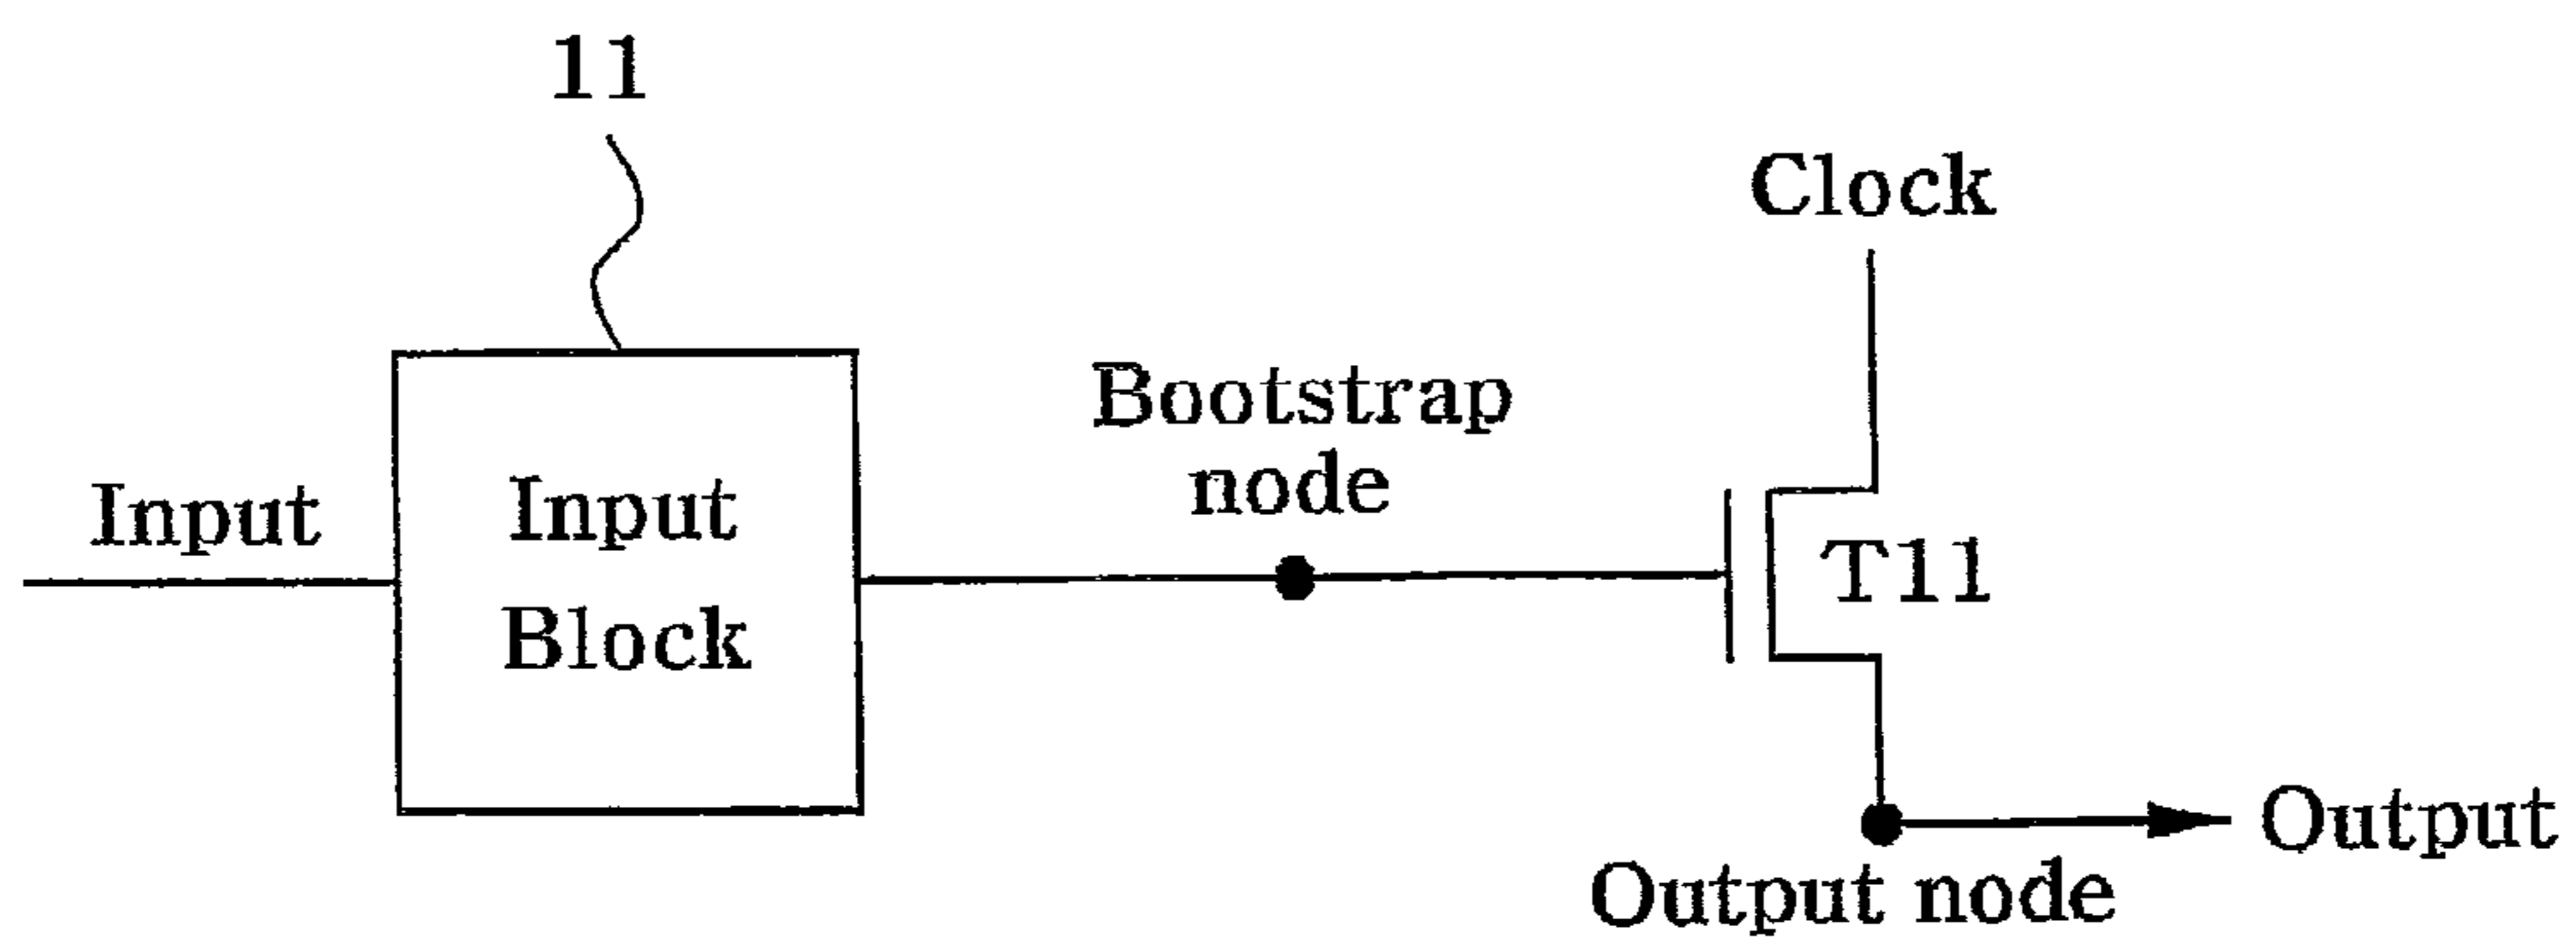 11
Clock
Bootstrap
node
Input
Input
Block
T11
Output
Output node